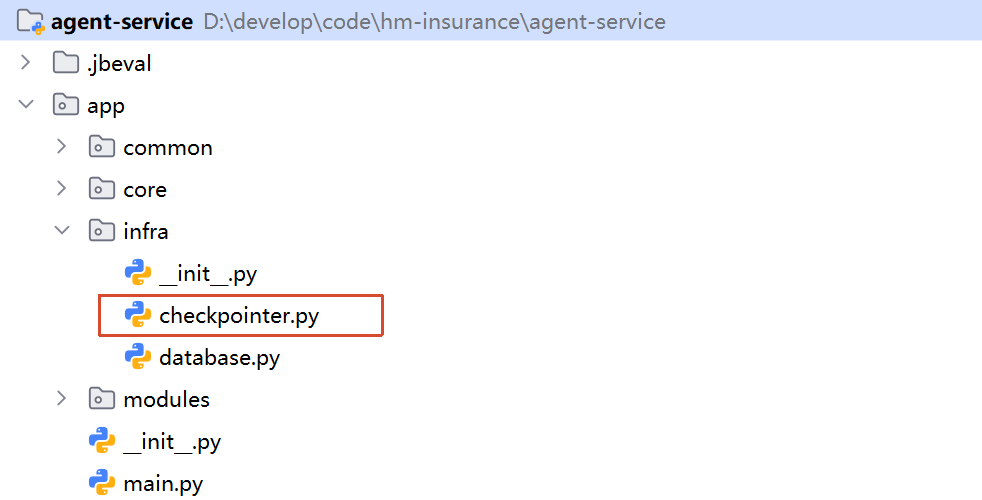 agent-service D:\develop\code\hm-insurance\agent-service
.jbeval
app
common
core
infra
__init__.py
checkpointer.py
database.py
modules
__init__.py
main.py